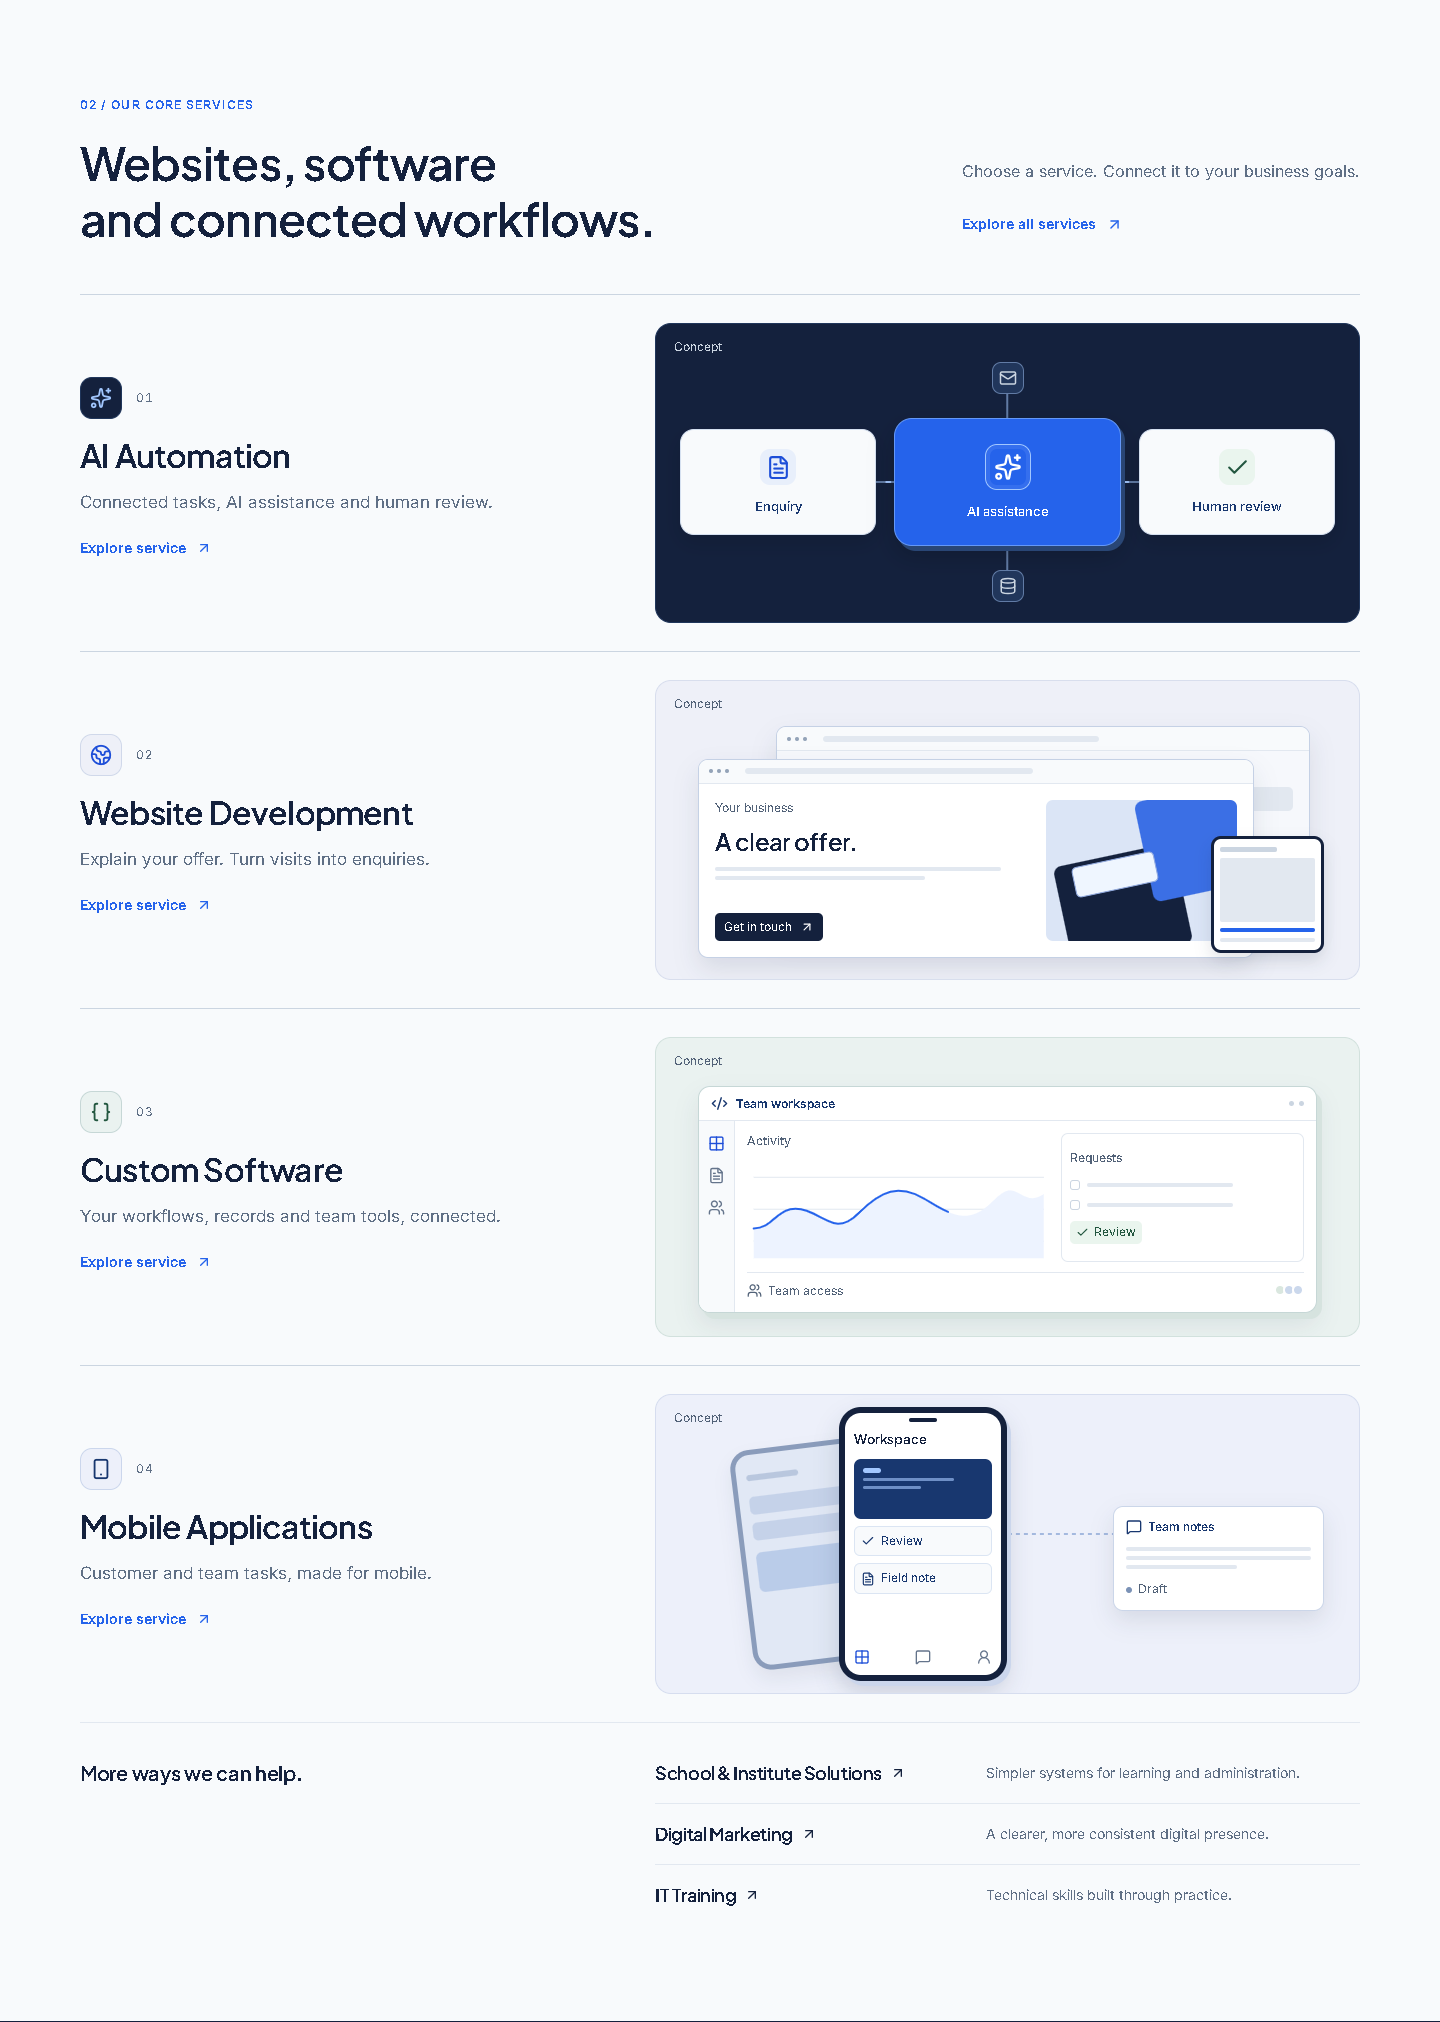 02 / OUR CORE SERVICES
Websites, software
and connected workflows.
Choose a service. Connect it to your business goals.
Explore all services
01
AI Automation
Connected tasks, AI assistance and human review.
Explore service
Concept
Enquiry
AI assistance
Human review
02
Website Development
Explain your offer. Turn visits into enquiries.
Explore service
Concept
Your business
A clear offer.
Get in touch
03
Custom Software
Your workflows, records and team tools, connected.
Explore service
Concept
Team workspace
Activity
Requests
Review
Team access
04
Mobile Applications
Customer and team tasks, made for mobile.
Explore service
Concept
Workspace
Review
Field note
Team notes
Draft
More ways we can help.
School & Institute Solutions
Simpler systems for learning and administration.
Digital Marketing
A clearer, more consistent digital presence.
IT Training
Technical skills built through practice.